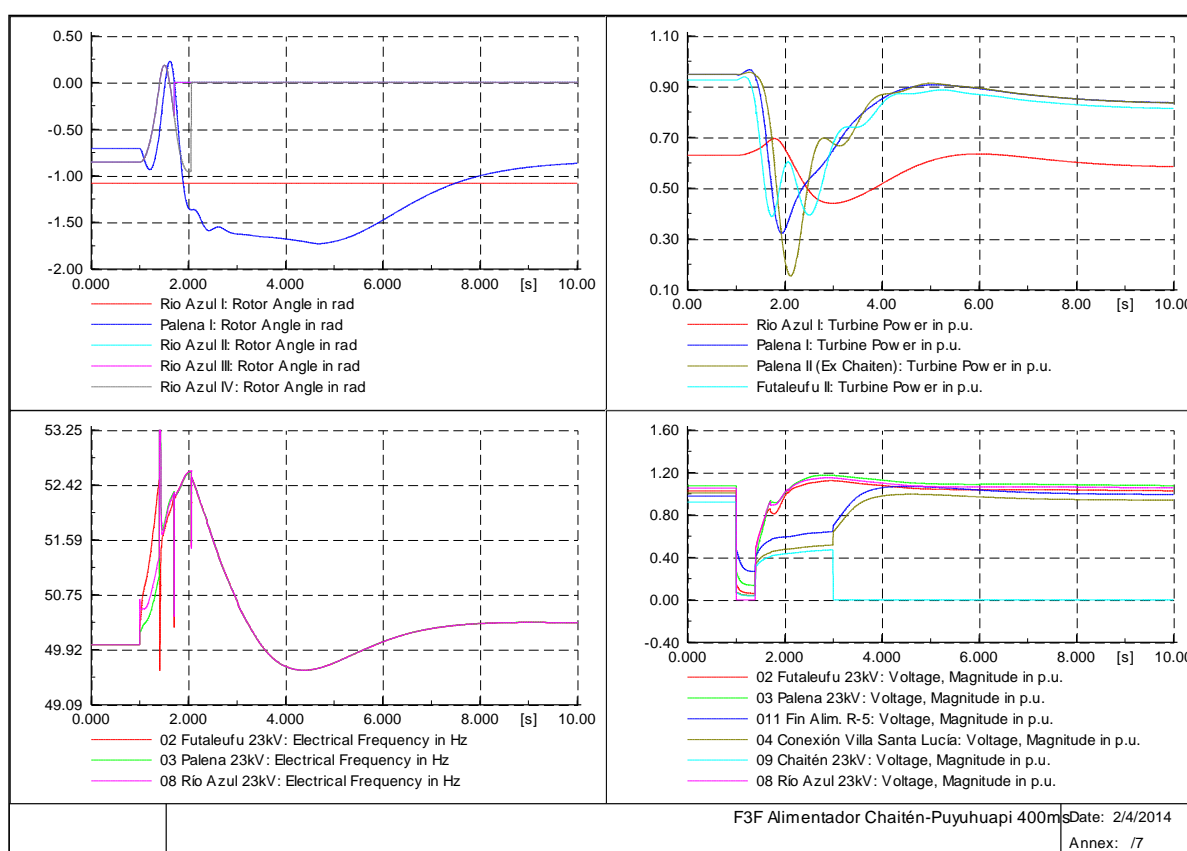 0.50
0.00
-0.50
-1.00
-1.50
-2.00
0.000 2.000 4.000 6.000 8.000 [s] 10.00
Rio Azul I: Rotor Angle in rad
Palena I: Rotor Angle in rad
Rio Azul II: Rotor Angle in rad
Rio Azul III: Rotor Angle in rad
Rio Azul IV: Rotor Angle in rad
1.10
0.90
0.70
0.50
0.30
0.10
0.00 2.00 4.00 6.00 8.00 [s] 10.00
Rio Azul I: Turbine Power in p.u.
Palena I: Turbine Power in p.u.
Palena II (Ex Chaiten): Turbine Power in p.u.
Futaleufu II: Turbine Power in p.u.
53.25
52.42
51.59
50.75
49.92
49.09
0.000 2.000 4.000 6.000 8.000 [s] 10.00
02 Futaleufu 23kV: Electrical Frequency in Hz
03 Palena 23kV: Electrical Frequency in Hz
08 Río Azul 23kV: Electrical Frequency in Hz
1.60
1.20
0.80
0.40
0.00
-0.40
0.000 2.000 4.000 6.000 8.000 [s] 10.00
02 Futaleufu 23kV: Voltage, Magnitude in p.u.
03 Palena 23kV: Voltage, Magnitude in p.u.
011 Fin Alim. R-5: Voltage, Magnitude in p.u.
04 Conexión Villa Santa Lucía: Voltage, Magnitude in p.u.
09 Chaitén 23kV: Voltage, Magnitude in p.u.
08 Río Azul 23kV: Voltage, Magnitude in p.u.
F3F Alimentador Chaitén-Puyuhuapi 400ms
Date: 2/4/2014
Annex: /7